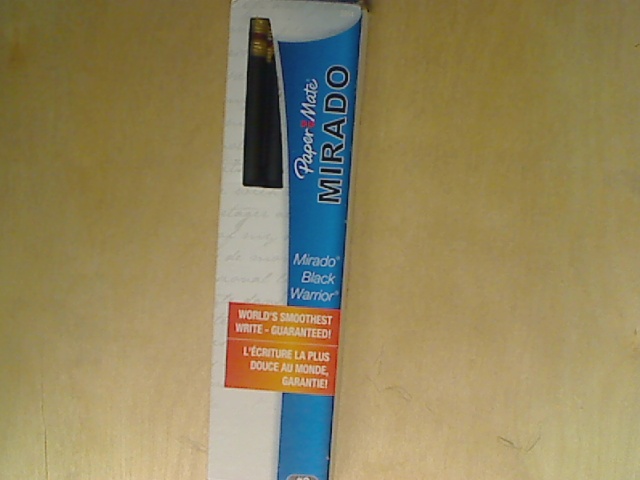 Paper Mate
MIRADO
Mirado®
Black
Warrior®
WORLD'S SMOOTHEST
WRITE - GUARANTEED!
L'ÉCRITURE LA PLUS
DOUCE AU MONDE,
GARANTIE!